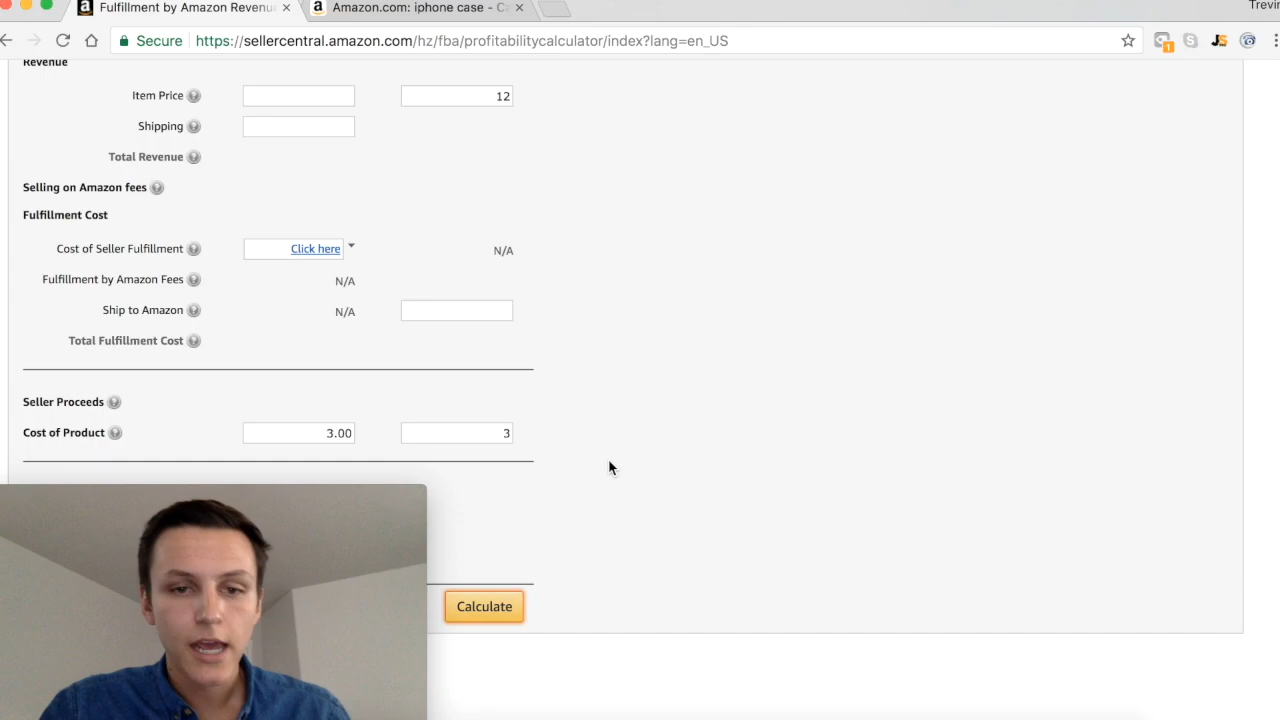 Fulfillment by Amazon Revenu
Amazon.com: iphone case - C
Trevin
Secure
https://sellercentral.amazon.com/hz/fba/profitabilitycalculator/index?lang=en_US
1
JS
Revenue
Item Price
12
Shipping
Total Revenue
Selling on Amazon fees
Fulfillment Cost
Cost of Seller Fulfillment
Click here
N/A
Fulfillment by Amazon Fees
N/A
Ship to Amazon
N/A
Total Fulfillment Cost
Seller Proceeds
Cost of Product
3.00
3
Calculate